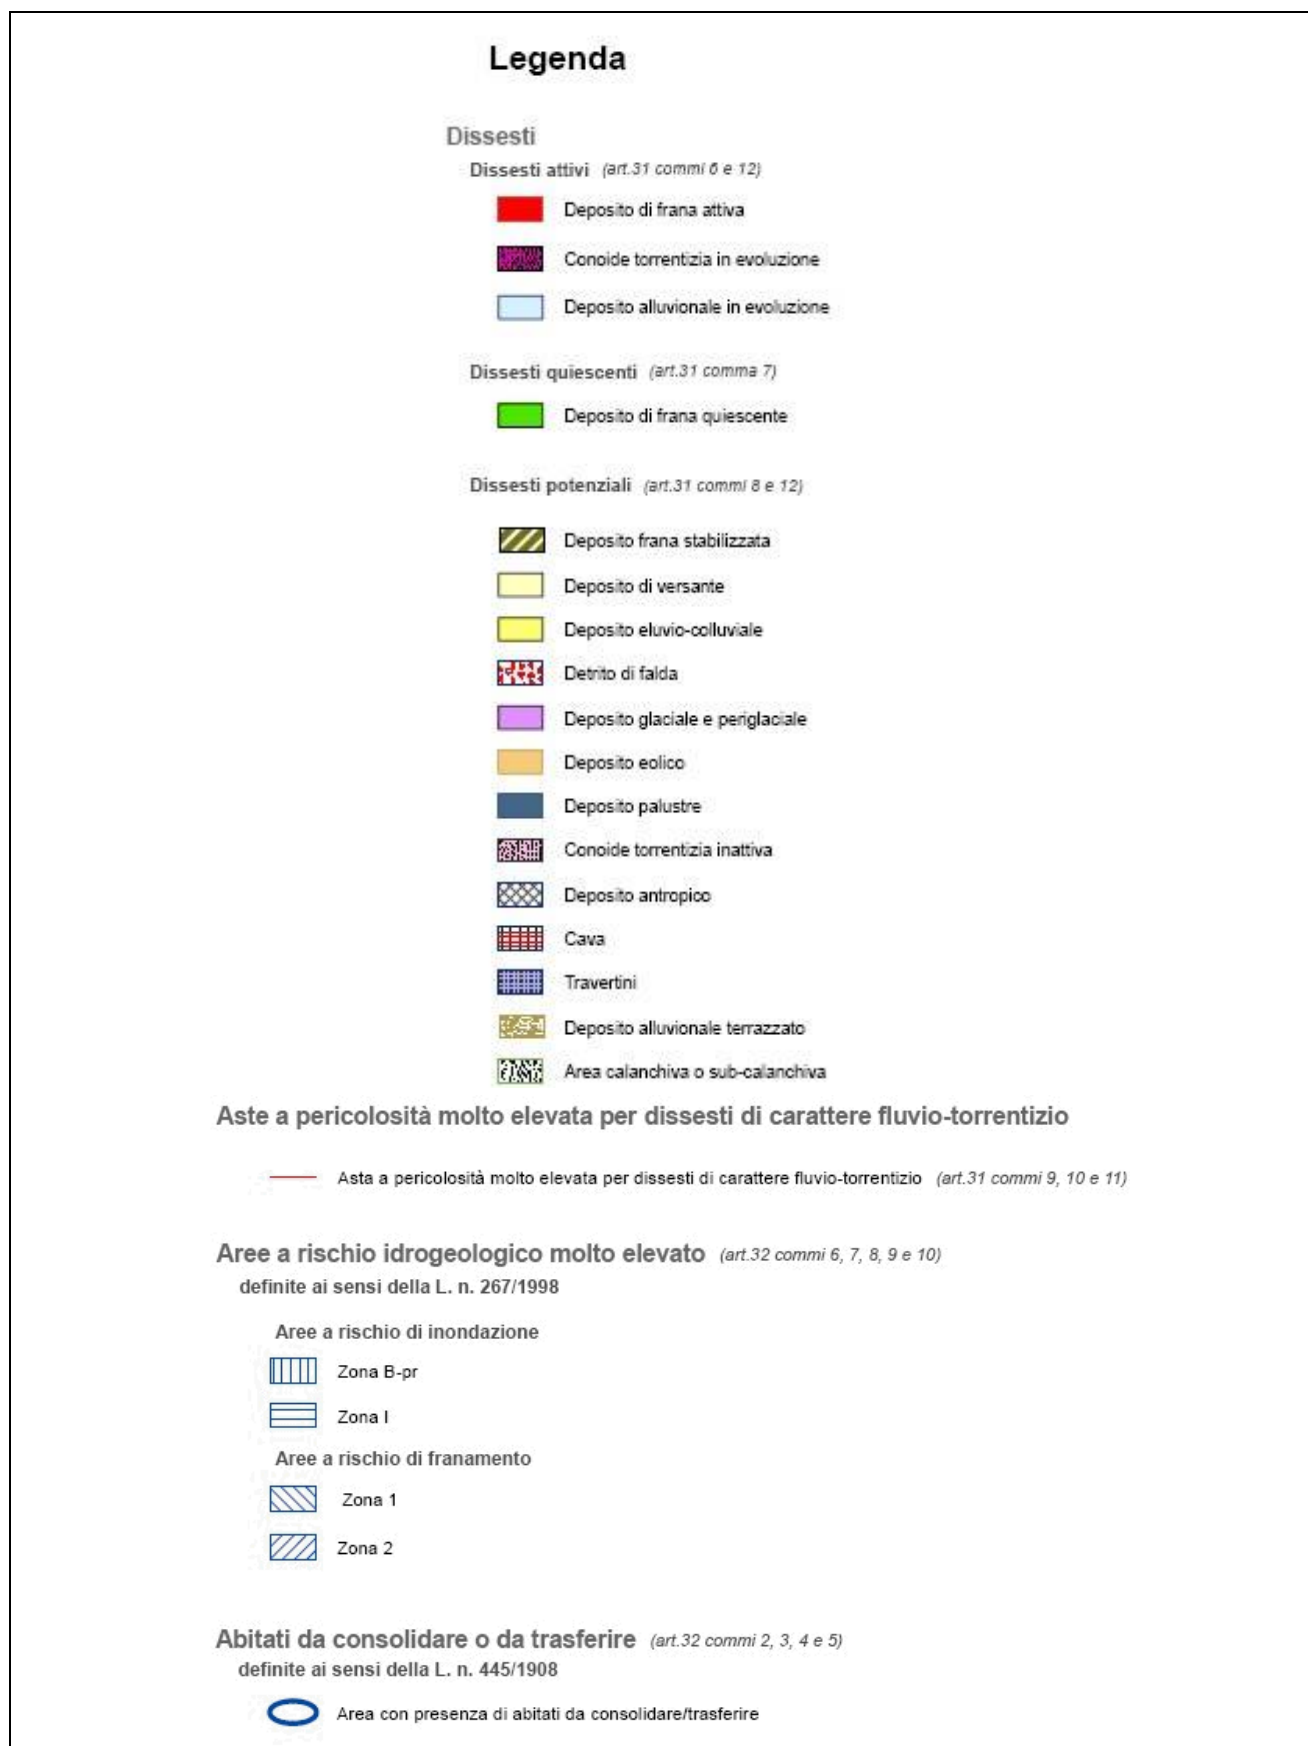 Legenda
Dissesti
Dissesti attivi (art.31 commi 6 e 12)
Deposito di frana attiva
Conoide torrentizia in evoluzione
Deposito alluvionale in evoluzione
Dissesti quiescenti (art.31 comma 7)
Deposito di frana quiescente
Dissesti potenziali (art.31 commi 8 e 12)
Deposito frana stabilizzata
Deposito di versante
Deposito eluvio-colluviale
Detrito di falda
Deposito glaciale e periglaciale
Deposito eolico
Deposito palustre
Conoide torrentizia inattiva
Deposito antropico
Cava
Travertini
Deposito alluvionale terrazzato
Area calanchiva o sub-calanchiva
Aste a pericolosità molto elevata per dissesti di carattere fluvio-torrentizio
Asta a pericolosità molto elevata per dissesti di carattere fluvio-torrentizio (art.31 commi 9, 10 e 11)
Aree a rischio idrogeologico molto elevato (art.32 commi 6, 7, 8, 9 e 10)
definite ai sensi della L. n. 267/1998
Aree a rischio di inondazione
Zona B-pr
Zona I
Aree a rischio di franamento
Zona 1
Zona 2
Abitati da consolidare o da trasferire (art.32 commi 2, 3, 4 e 5)
definite ai sensi della L. n. 445/1908
Area con presenza di abitati da consolidare/trasferire